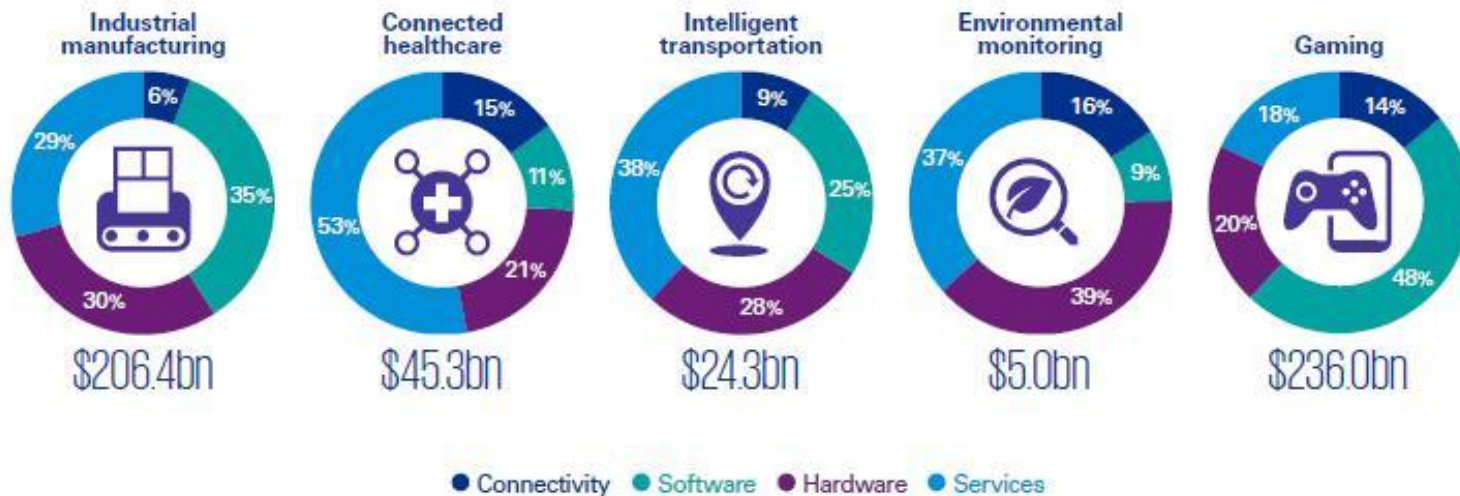 Industrial
manufacturing
Connected
healthcare
Intelligent
transportation
Environmental
monitoring
Gaming
6%
35%
30%
29%
15%
11%
21%
53%
9%
25%
28%
38%
16%
9%
39%
37%
14%
48%
20%
18%
$206.4bn
$45.3bn
$24.3bn
$5.0bn
$236.0bn
Connectivity Software Hardware Services